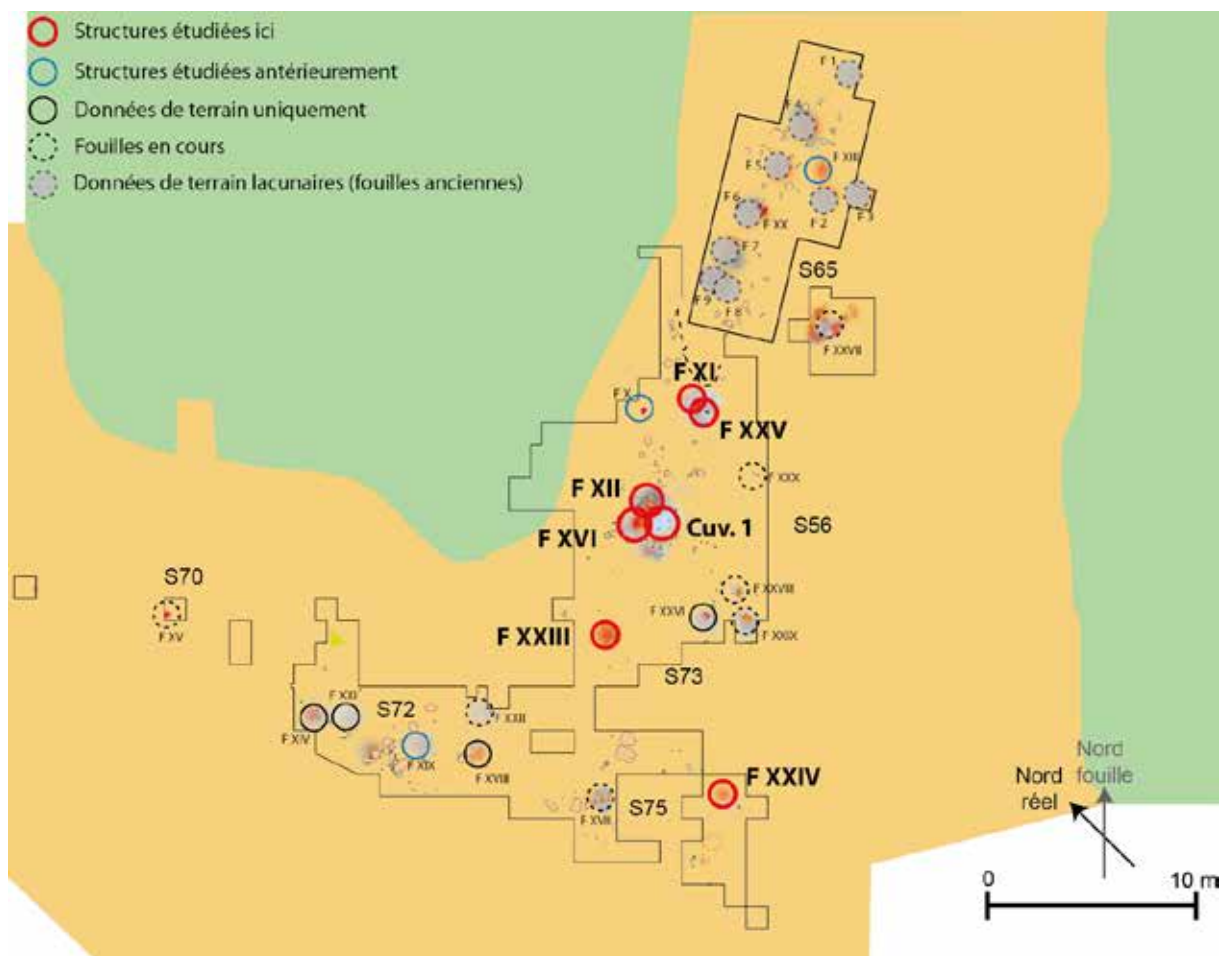 Structures étudiées ici
Structures étudiées antérieurement
Données de terrain uniquement
Fouilles en cours
Données de terrain lacunaires (fouilles anciennes)
F 1
F 4
F 5
F XIII
F 6
F XX
F 2
F 3
F 7
F 9
F 8
S65
F XXVII
F XI
F X
F XXV
F XXX
F XII
F XVI
Cuv. 1
S56
F XXVIII
S70
F XV
F XXIII
F XXVI
F XXIX
S73
F XXI
S72
F XIV
F XXII
F XIX
F XVIII
F XXIV
F XVII
S75
Nord
fouille
Nord
réel
0
10 m